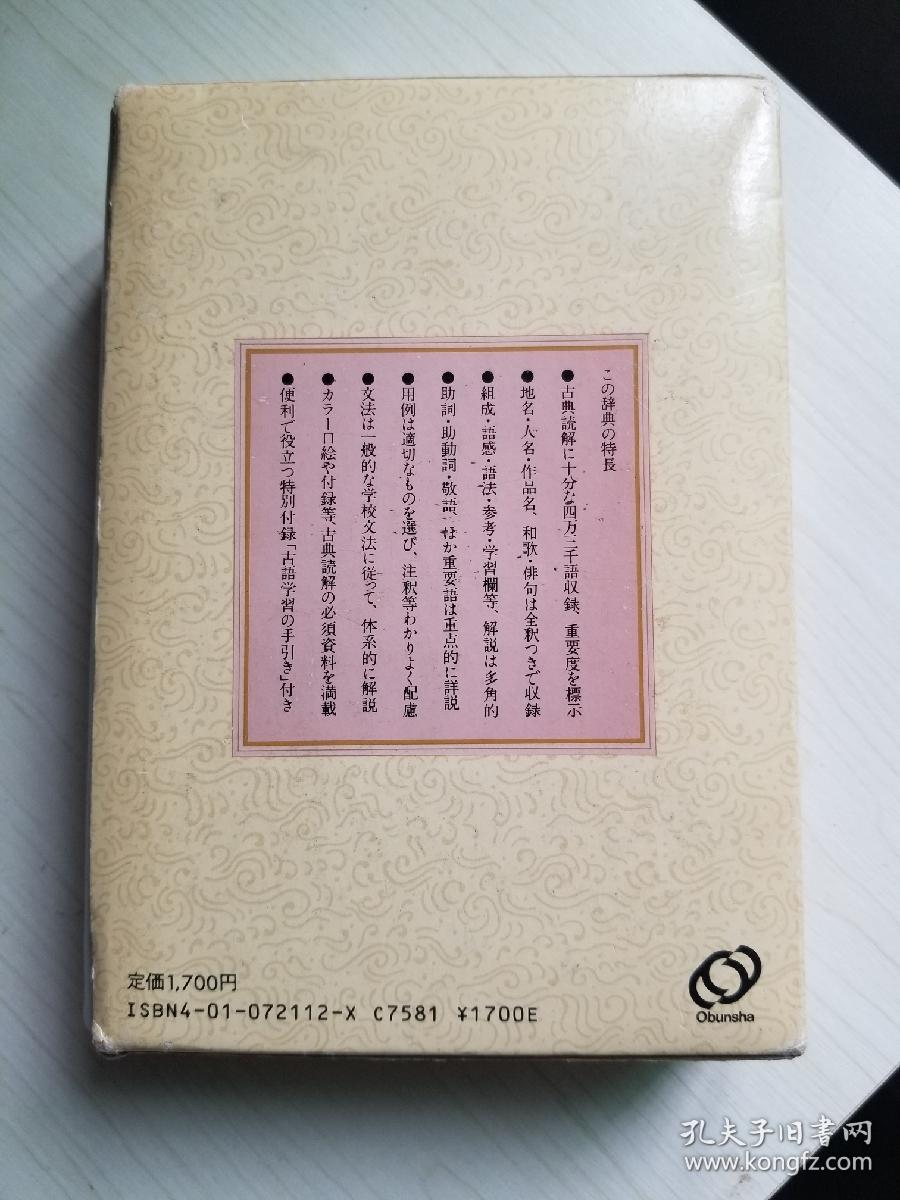 この辞典の特長
●古典読解に十分な四万二千語収録、重要度を標示
●地名・人名・作品名、和歌・俳句は全釈つきで収録
●組成・語感・語法・参考・学習欄等、解説は多角的
●助詞・助動詞・敬語ほか重要語は重点的に詳説
●用例は適切なものを選び、注釈等わかりよく配慮
●文法は一般的な学校文法に従って、体系的に解説
●カラー口絵や付録等、古典読解の必須資料を満載
●便利で役立つ特別付録「古語学習の手引き」付き
定価1,700円
ISBN4-01-072112-X C7581 ¥1700E
Obunsha
孔夫子旧书网
www.kongfz.com